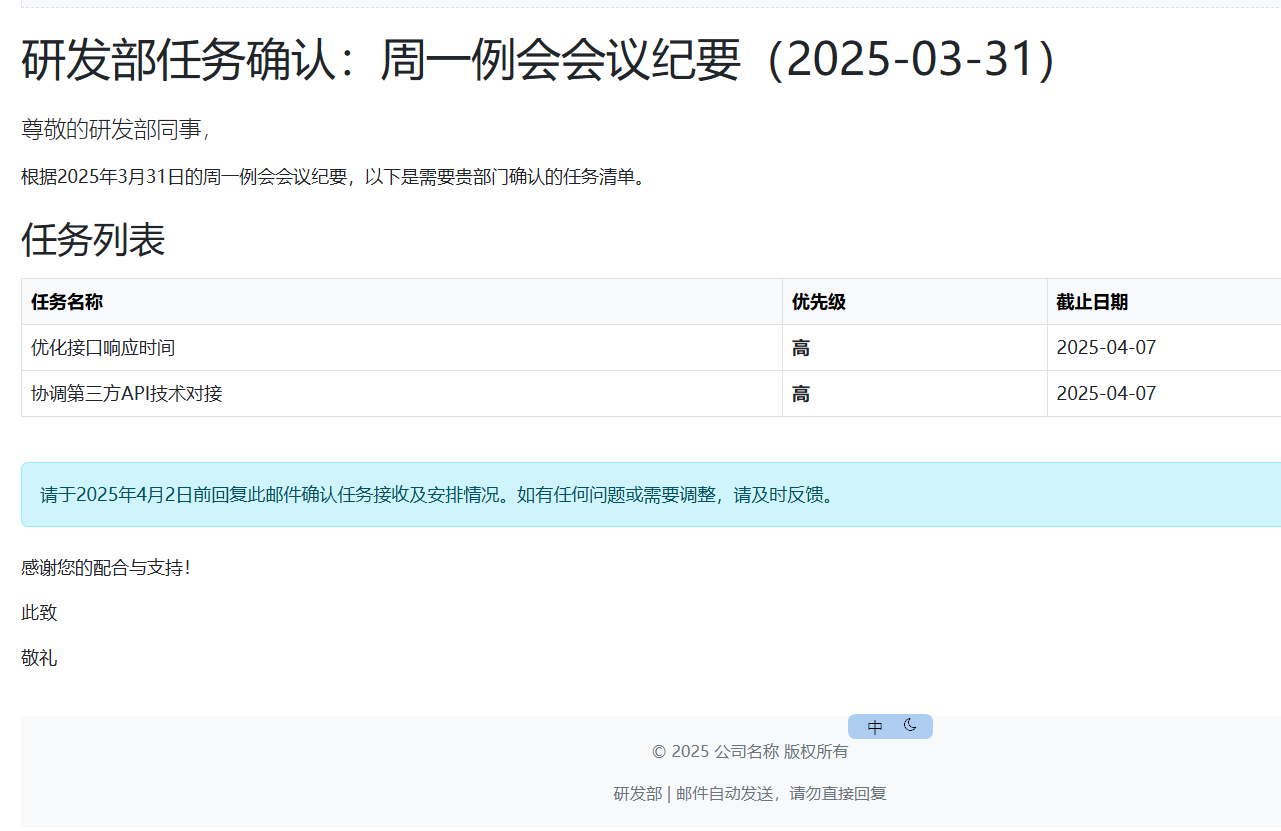 研发部任务确认：周一例会会议纪要（2025-03-31）
尊敬的研发部同事，
根据2025年3月31日的周一例会会议纪要，以下是需要贵部门确认的任务清单。
任务列表
任务名称 优先级 截止日期
优化接口响应时间 高 2025-04-07
协调第三方API技术对接 高 2025-04-07
请于2025年4月2日前回复此邮件确认任务接收及安排情况。如有任何问题或需要调整，请及时反馈。
感谢您的配合与支持！
此致
敬礼
中
© 2025 公司名称 版权所有
研发部 | 邮件自动发送，请勿直接回复